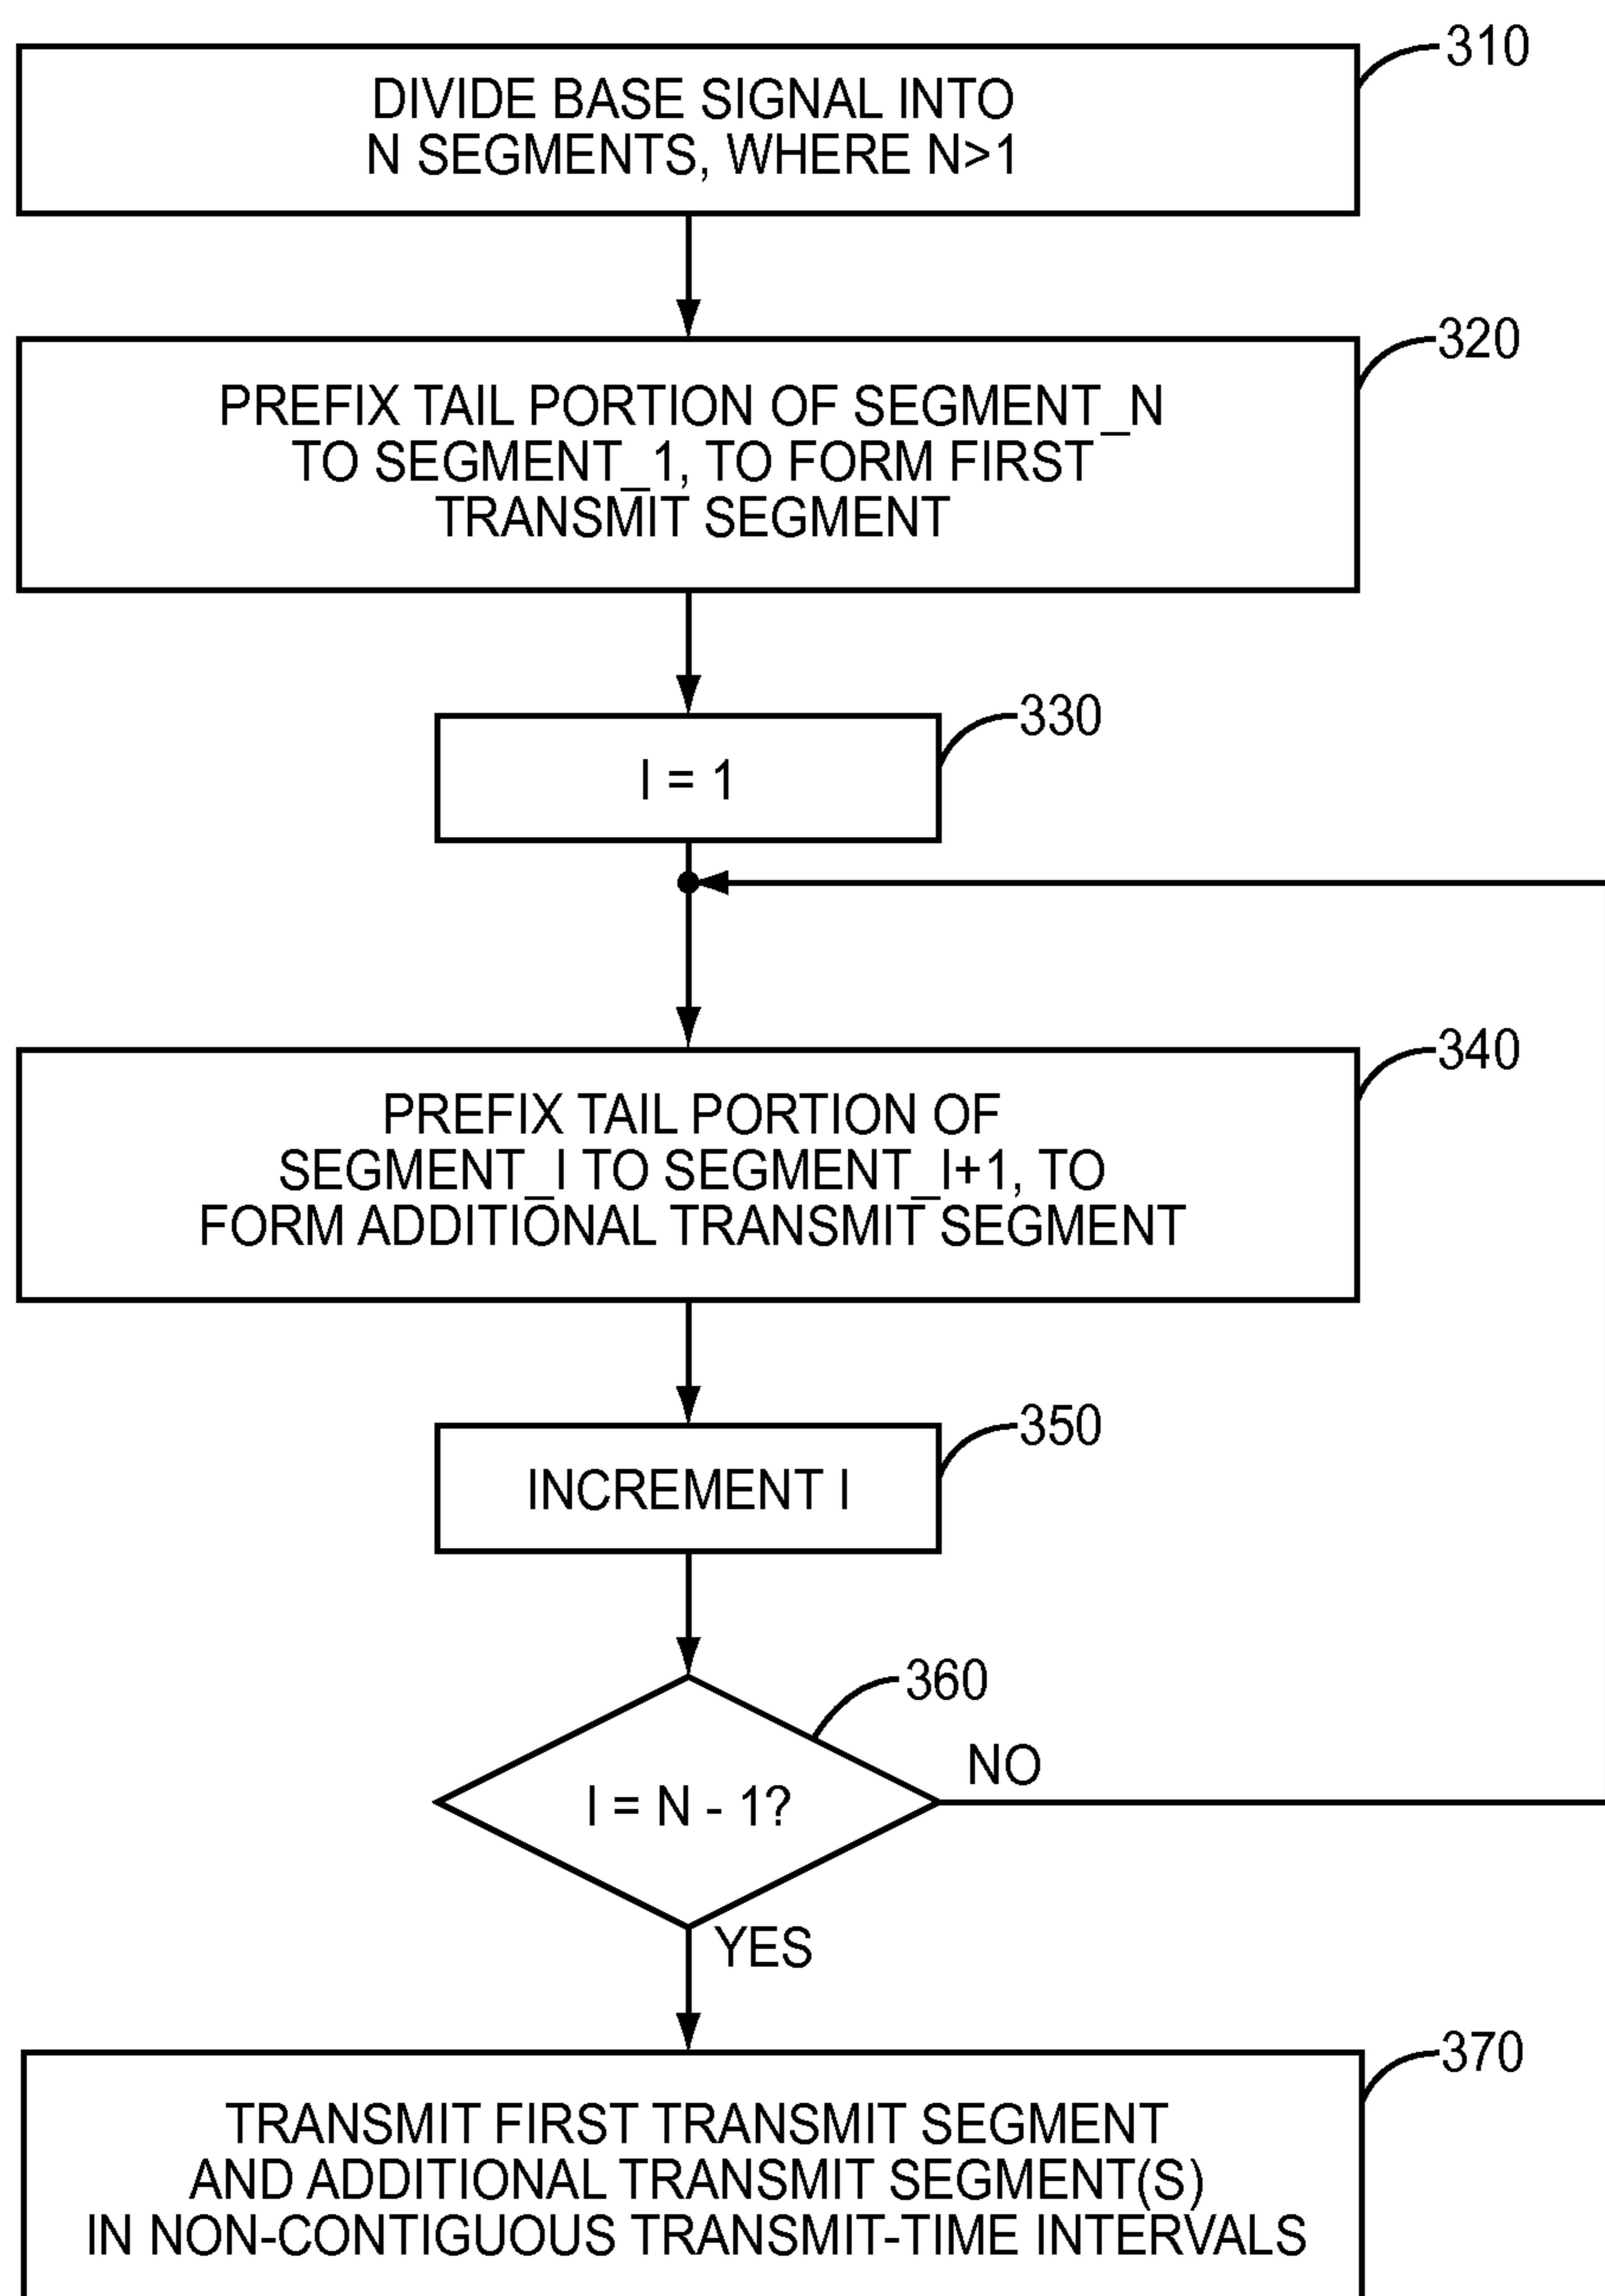 310
DIVIDE BASE SIGNAL INTO
N SEGMENTS, WHERE N>1
320
PREFIX TAIL PORTION OF SEGMENT_N
TO SEGMENT_1, TO FORM FIRST
TRANSMIT SEGMENT
330
I = 1
340
PREFIX TAIL PORTION OF
SEGMENT_I TO SEGMENT_I+1, TO
FORM ADDITIONAL TRANSMIT SEGMENT
350
INCREMENT I
360
NO
I = N - 1?
YES
370
TRANSMIT FIRST TRANSMIT SEGMENT
AND ADDITIONAL TRANSMIT SEGMENT(S)
IN NON-CONTIGUOUS TRANSMIT-TIME INTERVALS